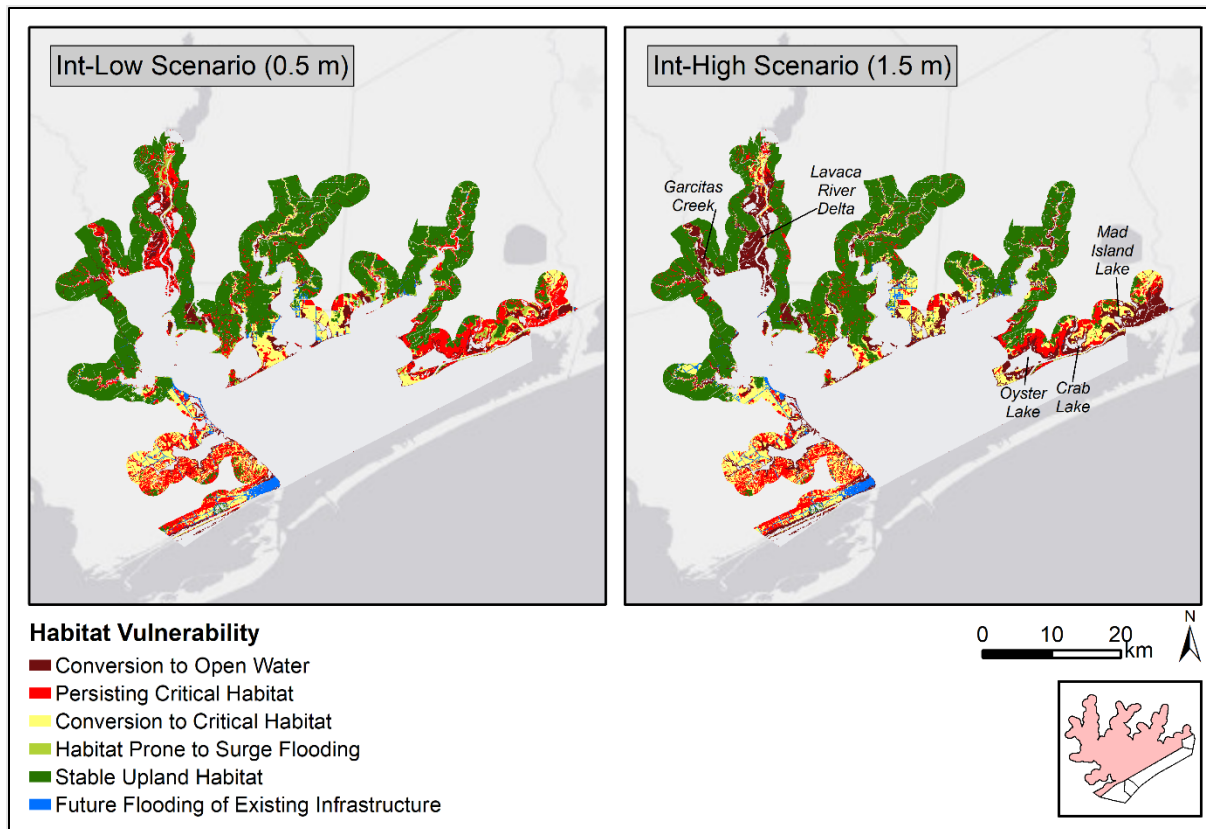 Int-Low Scenario (0.5 m)
Int-High Scenario (1.5 m)
Garcitas
Creek
Lavaca
River
Delta
Mad
Island
Lake
Oyster
Lake
Crab
Lake
Habitat Vulnerability
Conversion to Open Water
Persisting Critical Habitat
Conversion to Critical Habitat
Habitat Prone to Surge Flooding
Stable Upland Habitat
Future Flooding of Existing Infrastructure
0 10 20
km
N